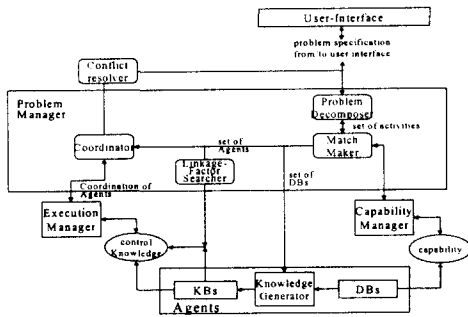 User-Interface
problem specification
from to user interface
Conflict
resolver
Problem
Manager
Problem
Decomposer
set of activities
Coordinator
set of
Agents
Match
Maker
Linkage-
Factor
Searcher
set of
DBs
Coordination of
Agents
Execution
Manager
Capability
Manager
control
Knowledge
capability
KBs
Knowledge
Generator
DBs
Agents